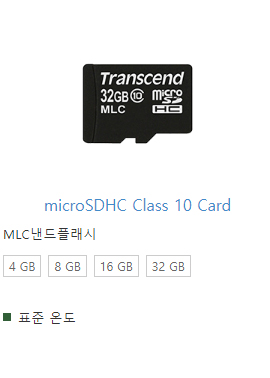 Transcend
32GB 10 micro SD HC
MLC
microSDHC Class 10 Card
MLC낸드플래시
4 GB 8 GB 16 GB 32 GB
표준 온도